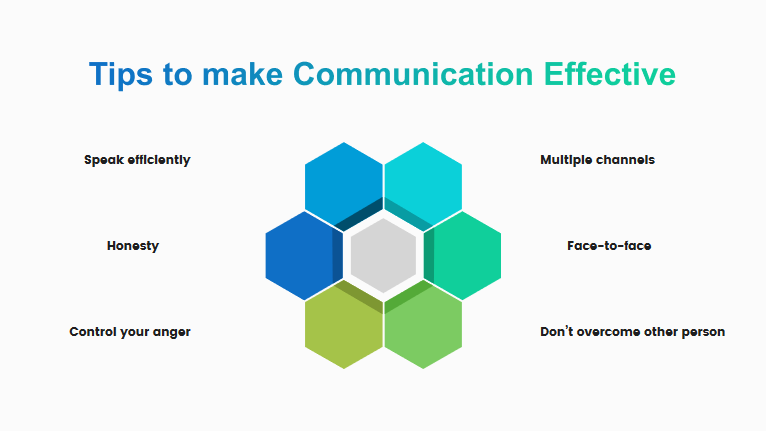 Tips to make Communication Effective
Speak efficiently
Multiple channels
Honesty
Face-to-face
Control your anger
Don't overcome other person